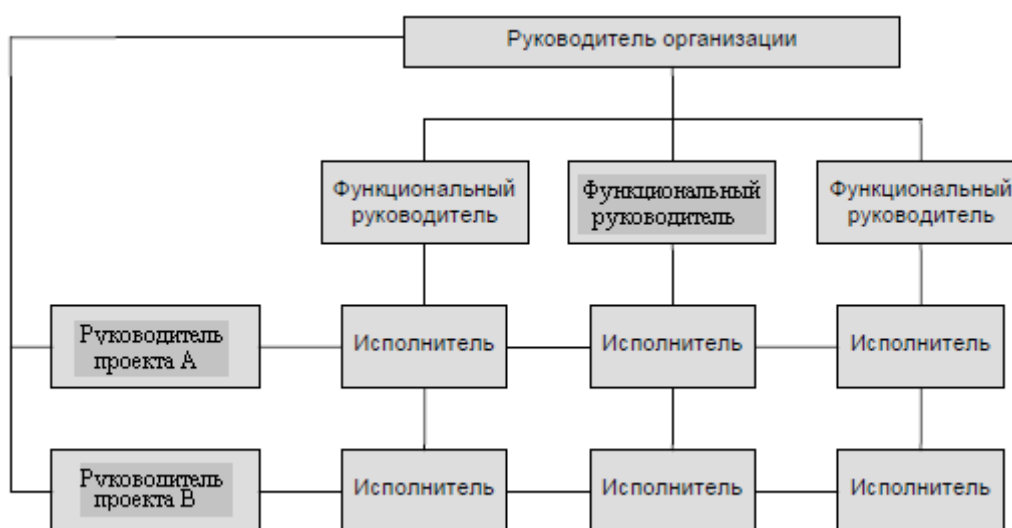 Руководитель организации
Функциональный
руководитель
Функциональный
руководитель
Функциональный
руководитель
Руководитель
проекта А
Исполнитель
Исполнитель
Исполнитель
Руководитель
проекта В
Исполнитель
Исполнитель
Исполнитель